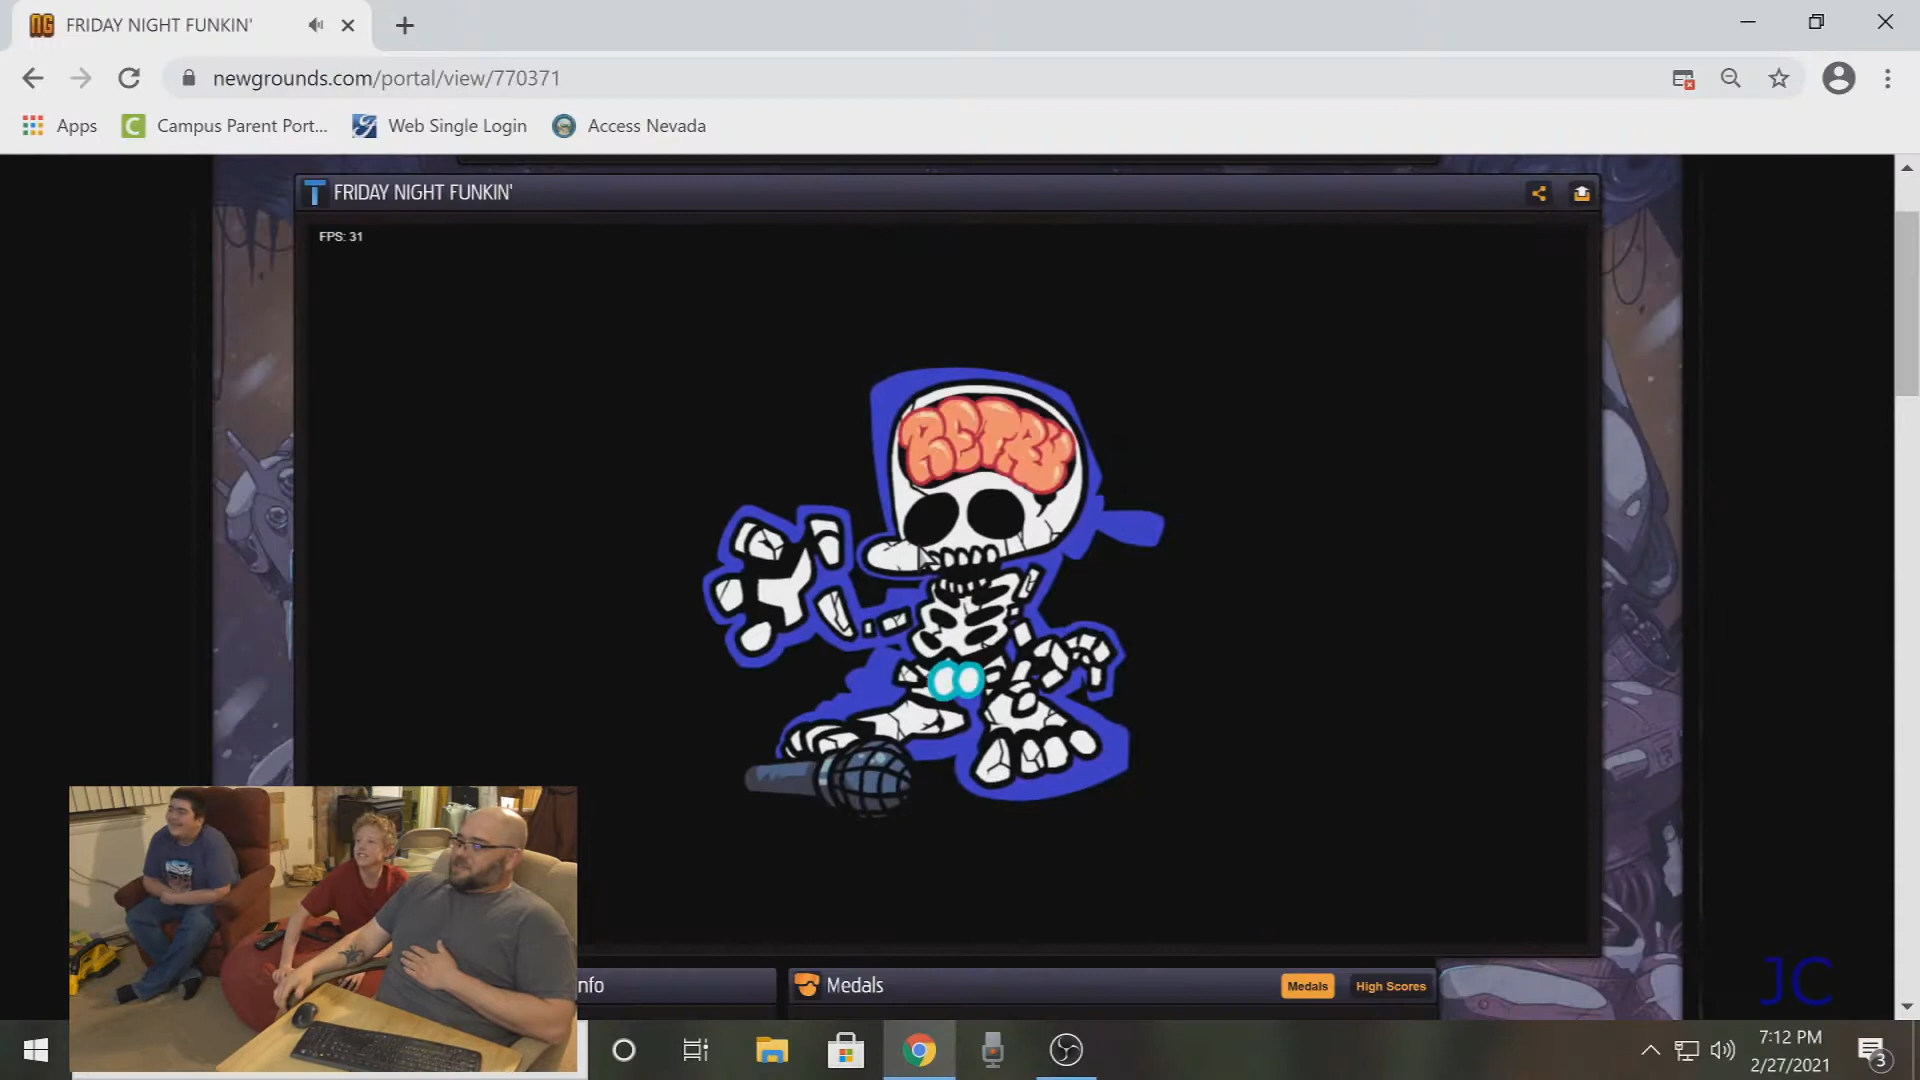 FRIDAY NIGHT FUNKIN'
newgrounds.com/portal/view/770371
Apps
Campus Parent Port...
Web Single Login
Access Nevada
FRIDAY NIGHT FUNKIN'
FPS: 31
RETRY
nfo
Medals
Medals
High Scores
JC
7:12 PM
2/27/2021
3